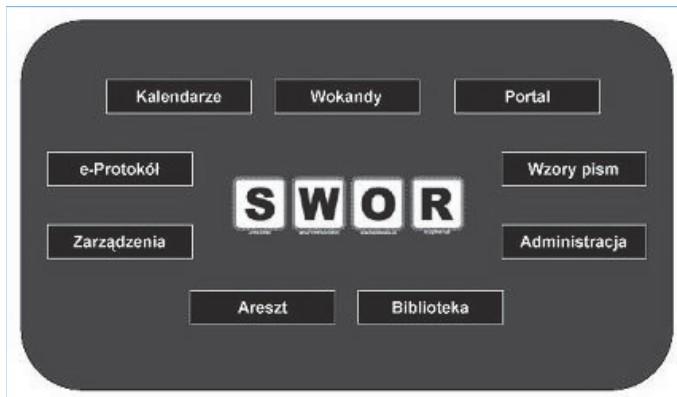 Kalendarze
Wokandy
Portal
e-Protokół
Wzory pism
SWOR
Zarządzenia
Administracja
Areszt
Biblioteka